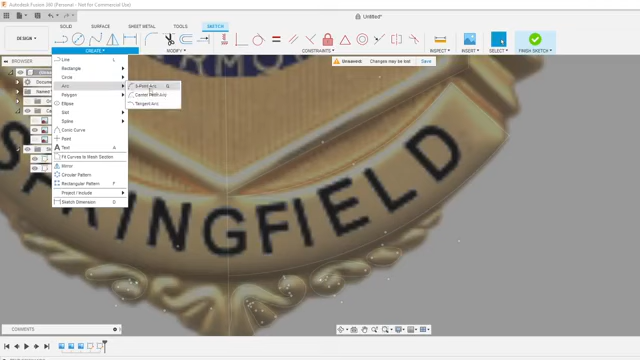 Autodesk Fusion 360 (Personal - Not for Commercial Use)
Untitled*
SOLID SURFACE SHEET METAL TOOLS SKETCH
DESIGN
CREATE MODIFY CONSTRAINTS INSPECT INSERT SELECT FINISH SKETCH
BROWSER
Unsaved: Changes may be lost Save
Line L
Rectangle
Circle
Arc
Polygon
Ellipse
Slot
Spline
Conic Curve
Point
Text
Fit Curves to Mesh Section
Mirror
Circular Pattern
Rectangular Pattern
Project / Include
Sketch Dimension D
3-Point Arc
Center Point Arc
Tangent Arc
SPRINGFIELD
COMMENTS